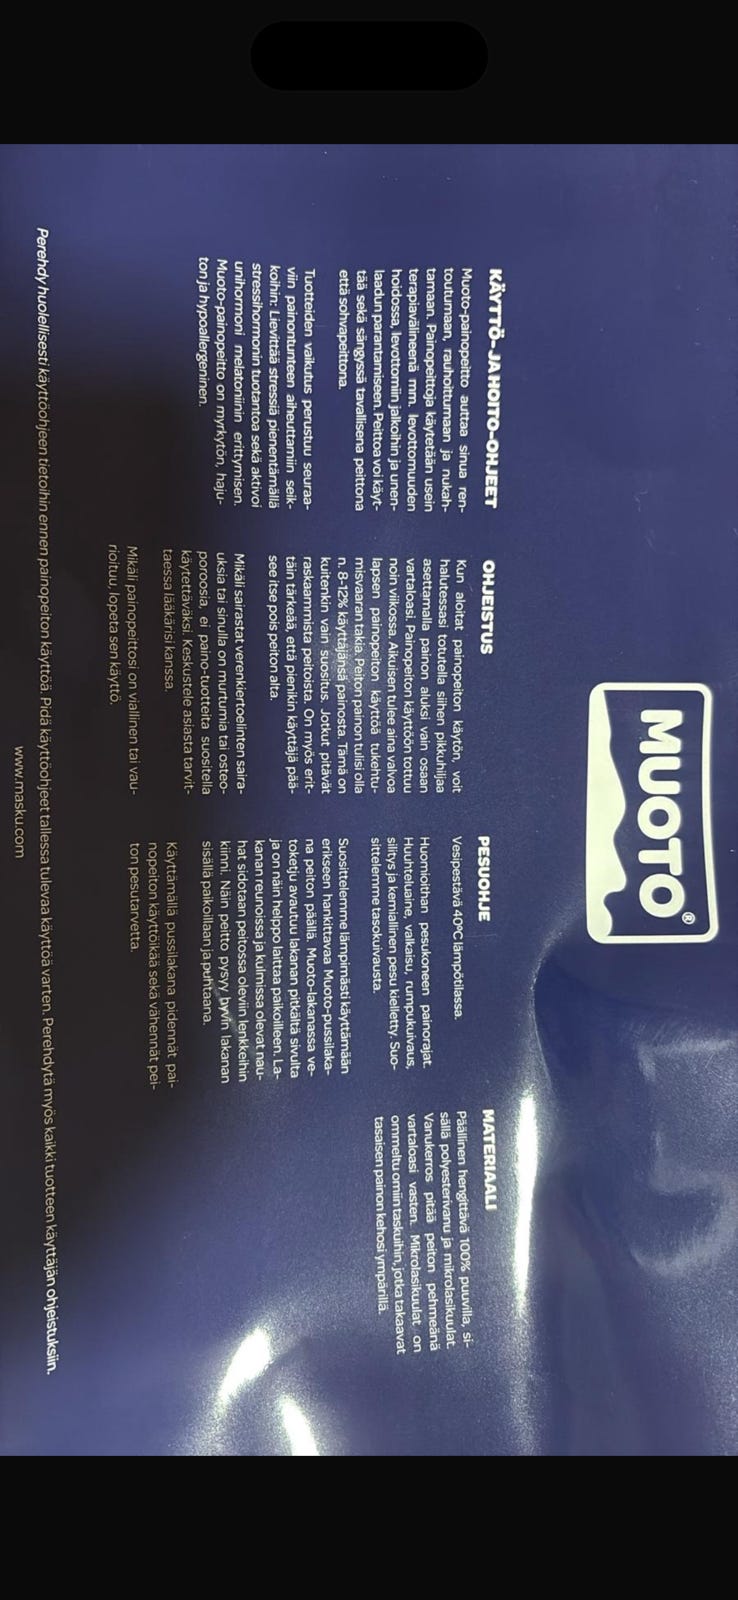 MUOTO®
KÄYTTÖ- JA HOITO-OHJEET
Muoto-painopeitto auttaa sinua ren-
toutumaan, rauhoittumaan ja nukah-
tamaan. Painopeittoja käytetään usein
terapiavälineenä mm. levottomuuden
hoidossa, levottomiin jalkoihin ja unen-
laadun parantamiseen. Peittoa voi käyt-
tää sekä sängyssä tavallisena peittona
että sohvapeittona.
Tuotteiden vaikutus perustuu seuraa-
viin painontunteen aiheuttamiin seik-
koihin: Lievittää stressiä pienentämällä
stressihormonin tuotantoa sekä aktivoi
unihormoni melatoniinin erittymisen.
Muoto-painopeitto on myrkytön, haju-
ton ja hypoallergeninen.
OHJEISTUS
Kun aloitat painopeiton käytön, voit
halutessasi totutella siihen pikkuhiljaa
asettamalla painon aluksi vain osaan
vartaloasi. Painopeiton käyttöön tottuu
noin viikossa. Aikuisen tulee aina valvoa
lapsen painopeiton käyttöä tukehtu-
misvaaran takia. Peiton painon tulisi olla
n. 8-12% käyttäjänsä painosta. Tämä on
kuitenkin vain suositus. Jotkut pitävät
raskaammista peitoista. On myös erit-
täin tärkeää, että pienikin käyttäjä pää-
see itse pois peiton alta.
Mikäli sairastat verenkiertoelinten saira-
uksia tai sinulla on murtumia tai osteo-
poroosia, ei paino-tuotteita suositella
käytettäväksi. Keskustele asiasta tarvit-
taessa lääkärisi kanssa.
Mikäli painopeittosi on viallinen tai vau-
rioituu, lopeta sen käyttö.
PESUOHJE
Vesipestävä 40°C lämpötilassa.
Huomioithan pesukoneen painorajat.
Huuhteluaine, valkaisu, rumpukuivaus,
silitys ja kemiallinen pesu kielletty. Suo-
sittelemme tasokuivausta.
Suosittelemme lämpimästi käyttämään
erikseen hankittavaa Muoto-pussilaka-
na peiton päällä. Muoto-lakanassa ve-
toketju avautuu lakanan pitkältä sivulta
ja on näin helppo laittaa paikoilleen. La-
kanan reunoissa ja kulmissa olevat nau-
hat sidotaan peitossa oleviin lenkkeihin
kiinni. Näin peitto pysyy hyvin lakanan
sisällä paikollaan ja puhtaana.
Käyttämällä pussilakana pidennät pai-
nopeiton käyttöikää sekä vähennät pei-
ton pesutarvetta.
MATERIAALI
Päällinen hengittävä 100% puuvilla, si-
sällä polyesterivanu ja mikrolasikuulat.
Vanukerros pitää peiton pehmeänä
vartaloasi vasten. Mikrolasikuulat on
ommeltu omiin taskuihin, jotka takaavat
tasaisen painon kehosi ympärillä.
Perehdy huolellisesti käyttöohjeen tietoihin ennen painopeiton käyttöä. Pidä käyttöohjeet tallessa tulevaa käyttöä varten. Perehdytä myös kaikki tuotteen käyttäjän ohjeistuksiin.
www.masku.com